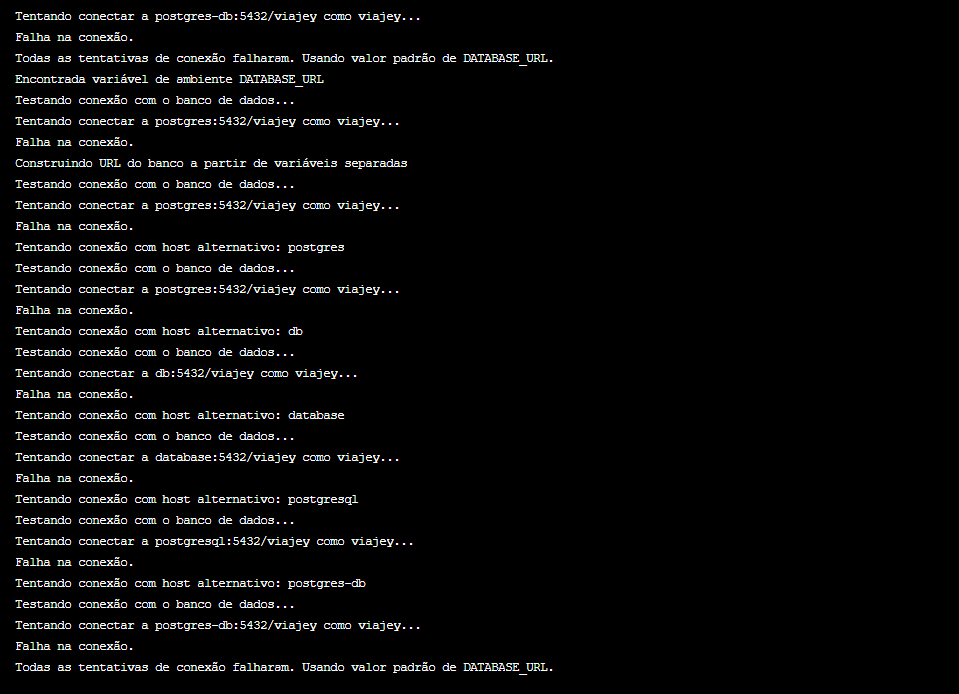 Tentando conectar a postgres-db:5432/viajey como viajey...
Falha na conexão.
Todas as tentativas de conexão falharam. Usando valor padrão de DATABASE_URL.
Encontrada variável de ambiente DATABASE_URL
Testando conexão com o banco de dados...
Tentando conectar a postgres:5432/viajey como viajey...
Falha na conexão.
Construindo URL do banco a partir de variáveis separadas
Testando conexão com o banco de dados...
Tentando conectar a postgres:5432/viajey como viajey...
Falha na conexão.
Tentando conexão com host alternativo: postgres
Testando conexão com o banco de dados...
Tentando conectar a postgres:5432/viajey como viajey...
Falha na conexão.
Tentando conexão com host alternativo: db
Testando conexão com o banco de dados...
Tentando conectar a db:5432/viajey como viajey...
Falha na conexão.
Tentando conexão com host alternativo: database
Testando conexão com o banco de dados...
Tentando conectar a database:5432/viajey como viajey...
Falha na conexão.
Tentando conexão com host alternativo: postgresql
Testando conexão com o banco de dados...
Tentando conectar a postgresql:5432/viajey como viajey...
Falha na conexão.
Tentando conexão com host alternativo: postgres-db
Testando conexão com o banco de dados...
Tentando conectar a postgres-db:5432/viajey como viajey...
Falha na conexão.
Todas as tentativas de conexão falharam. Usando valor padrão de DATABASE_URL.